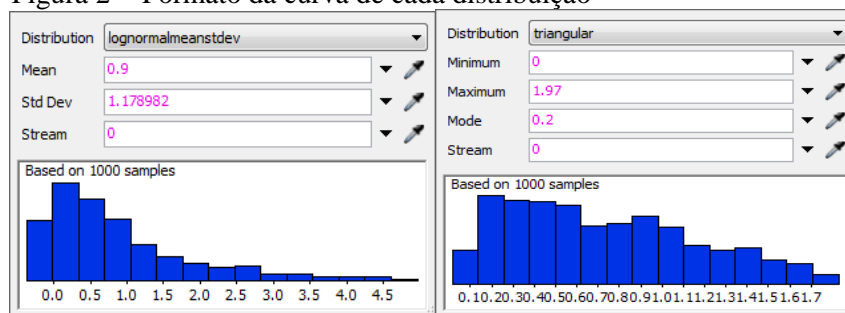 Figura 2 – Formato da curva de cada distribuição
Distribution lognormalmeanstdev
Mean 0.9
Std Dev 1.178982
Stream 0
Based on 1000 samples
0.0 0.5 1.0 1.5 2.0 2.5 3.0 3.5 4.0 4.5
Distribution triangular
Minimum 0
Maximum 1.97
Mode 0.2
Stream 0
Based on 1000 samples
0.10.20.30.40.50.60.70.80.91.01.11.21.31.41.51.61.7